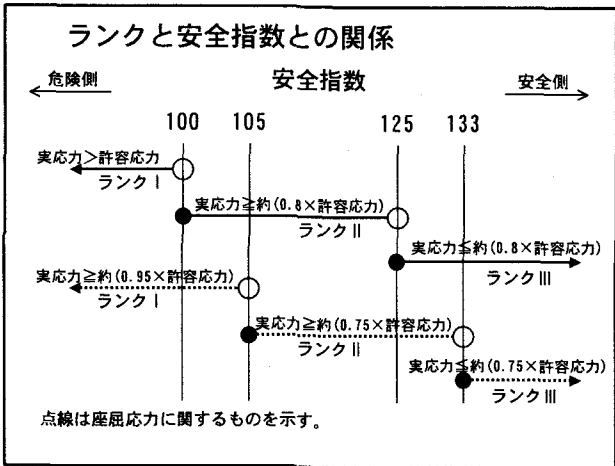 ランクと安全指数との関係
危険側
安全指数
安全側
100 105 125 133
実応力＞許容応力
ランクⅠ
実応力≧約(0.8×許容応力)
ランクⅡ
実応力≦約(0.8×許容応力)
ランクⅢ
実応力≧約(0.95×許容応力)
ランクⅠ
実応力≧約(0.75×許容応力)
ランクⅡ
実応力≦約(0.75×許容応力)
ランクⅢ
点線は座屈応力に関するものを示す。